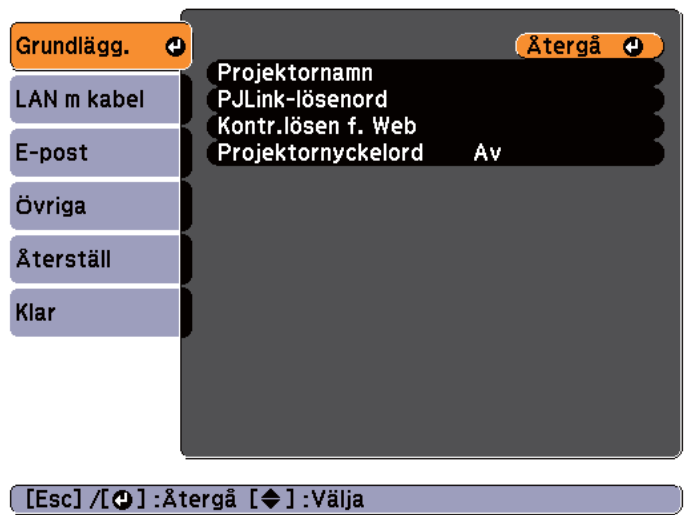 Grundlägg.
LAN m kabel
E-post
Övriga
Återställ
Klar
Återgå
Projektornamn
PJLink-lösenord
Kontr.lösen f. Web
Projektornyckelord Av
[Esc] /[⏎] :Återgå [◆] :Välja